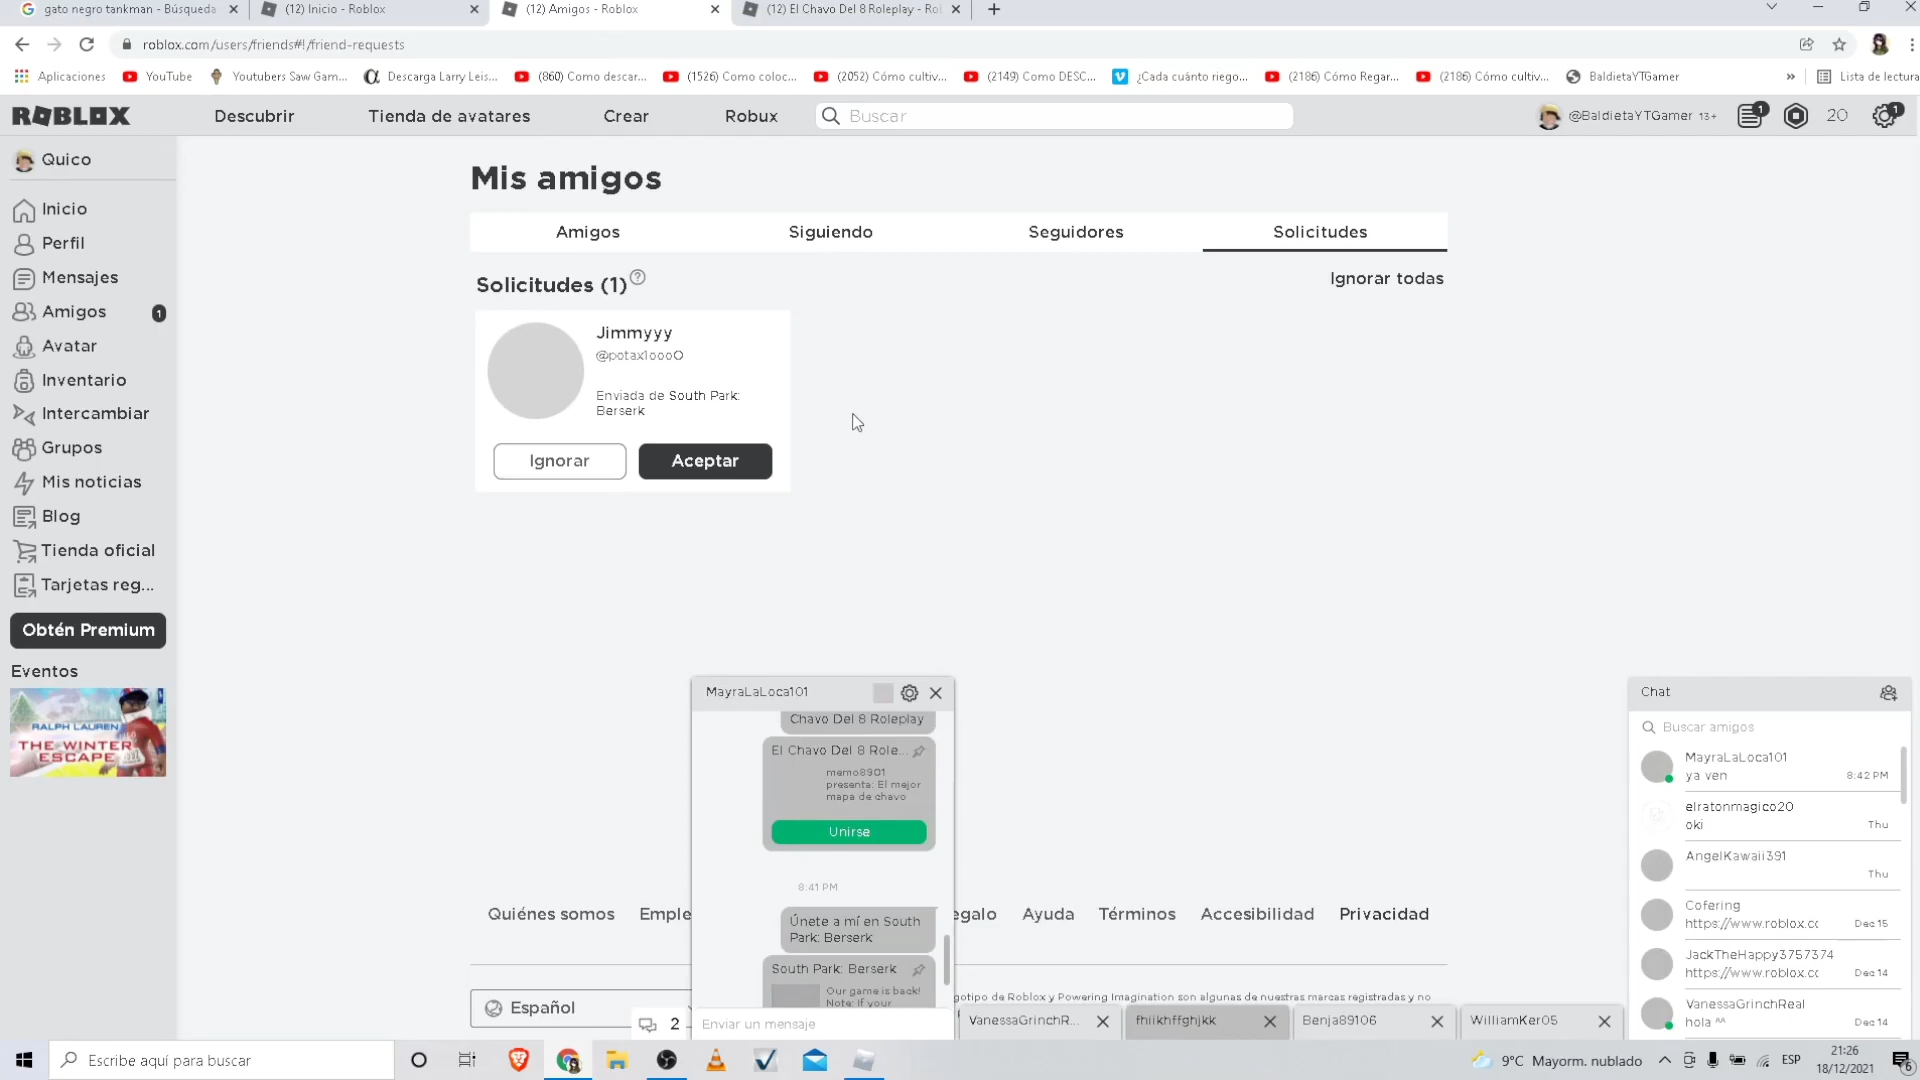 gato negro tankman - Búsqueda
(12) Inicio - Roblox
(12) Amigos - Roblox
(12) El Chavo Del 8 Roleplay - Rob
roblox.com/users/friends#!/friend-requests
Aplicaciones
YouTube
Youtubers Saw Gam...
Descarga Larry Leis...
(860) Como descar...
(1526) Como coloc...
(2052) Cómo cultiv...
(2149) Como DESC...
¿Cada cuánto riego...
(2186) Cómo Regar...
(2186) Cómo cultiv...
BaldietaYTGamer
»
Lista de lectura
ROBLOX
Descubrir
Tienda de avatares
Crear
Robux
Buscar
@BaldietaYTGamer 13+
1
20
1
Quico
Inicio
Perfil
Mensajes
Amigos
1
Avatar
Inventario
Intercambiar
Grupos
Mis noticias
Blog
Tienda oficial
Tarjetas reg...
Obtén Premium
Eventos
RALPH LAUREN
THE WINTER
ESCAPE
Mis amigos
Amigos
Siguiendo
Seguidores
Solicitudes
Solicitudes (1)
?
Ignorar todas
Jimmyyy
@potax1oooO
Enviada de South Park:
Berserk
Ignorar
Aceptar
MayraLaLoca101
Chavo Del 8 Roleplay
El Chavo Del 8 Role...
memo8901
presenta: El mejor
mapa de chavo
Unirse
8:41 PM
Únete a mí en South
Park: Berserk
South Park: Berserk
Our game is back!
Note: If your
Enviar un mensaje
2
Quiénes somos
Emple
egalo
Ayuda
Términos
Accesibilidad
Privacidad
Español
gotipo de Roblox y Powering Imagination son algunas de nuestras marcas registradas y no
VanessaGrinchR...
fhiikhffghjkk
Benja89106
WilliamKer05
Chat
Buscar amigos
MayraLaLoca101
ya ven
8:42 PM
elratonmagico20
oki
Thu
AngelKawaii391
Thu
Cofering
https://www.roblox.cc
Dec 15
JackTheHappy3757374
https://www.roblox.cc
Dec 14
VanessaGrinchReal
hola ^^
Dec 14
Escribe aquí para buscar
9°C Mayorm. nublado
ESP
21:26
18/12/2021
6